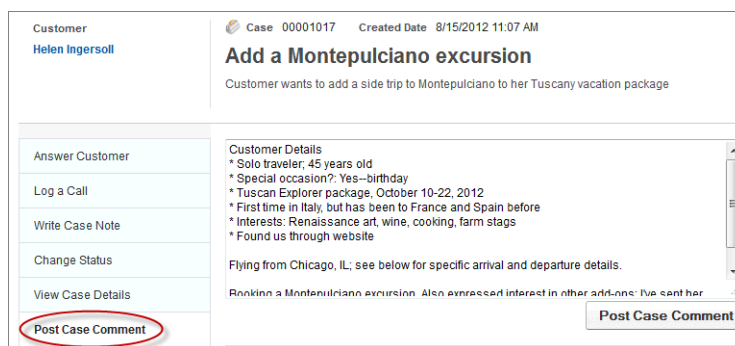 Customer
Helen Ingersoll
Case 00001017 Created Date 8/15/2012 11:07 AM
Add a Montepulciano excursion
Customer wants to add a side trip to Montepulciano to her Tuscany vacation package
Answer Customer
Log a Call
Write Case Note
Change Status
View Case Details
Post Case Comment
Customer Details
* Solo traveler; 45 years old
* Special occasion?: Yes--birthday
* Tuscan Explorer package, October 10-22, 2012
* First time in Italy, but has been to France and Spain before
* Interests: Renaissance art, wine, cooking, farm stags
* Found us through website
Flying from Chicago, IL; see below for specific arrival and departure details.
Booking a Montepulciano excursion. Also expressed interest in other add-ons; I've sent her
Post Case Comment